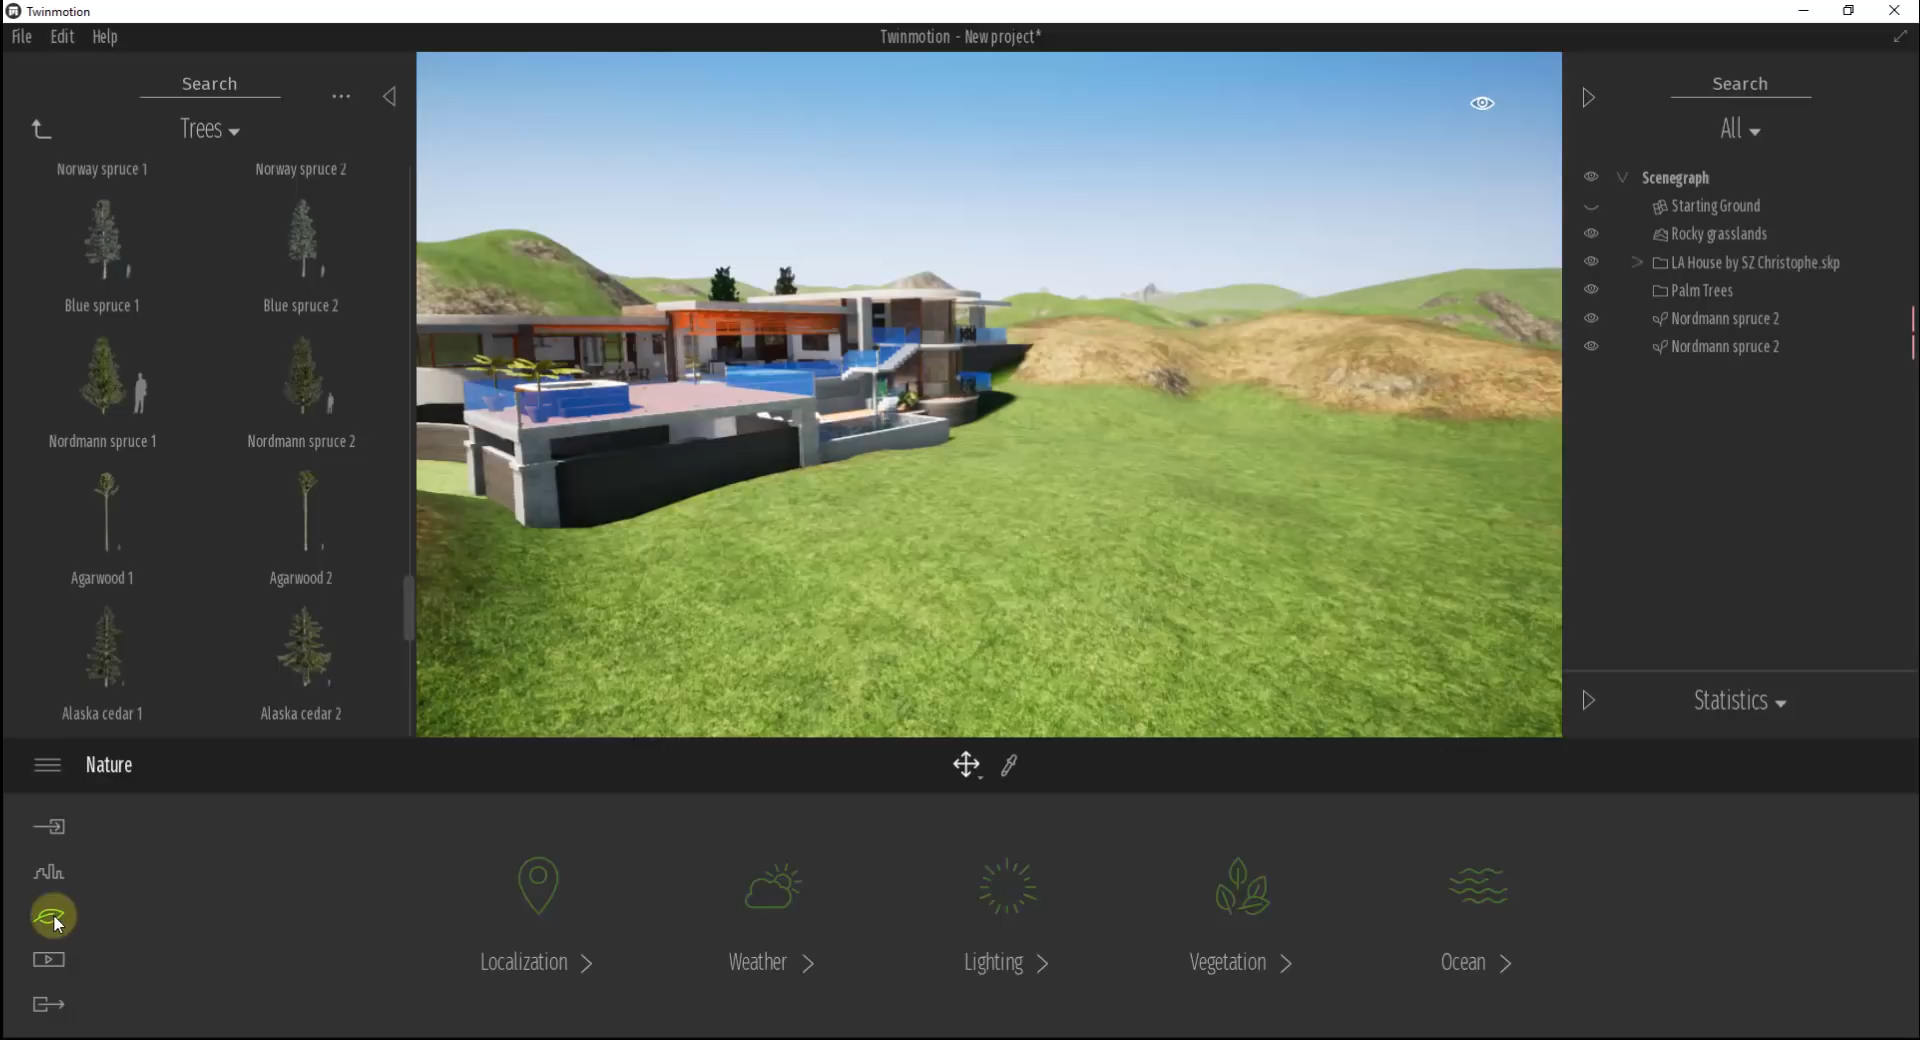 Twinmotion
File Edit Help
Twinmotion - New project*
Search
Trees
Norway spruce 1
Norway spruce 2
Blue spruce 1
Blue spruce 2
Nordmann spruce 1
Nordmann spruce 2
Agarwood 1
Agarwood 2
Alaska cedar 1
Alaska cedar 2
Search
All
Scenegraph
Starting Ground
Rocky grasslands
LA House by SZ Christophe.skp
Palm Trees
Nordmann spruce 2
Nordmann spruce 2
Statistics
Nature
Localization
Weather
Lighting
Vegetation
Ocean